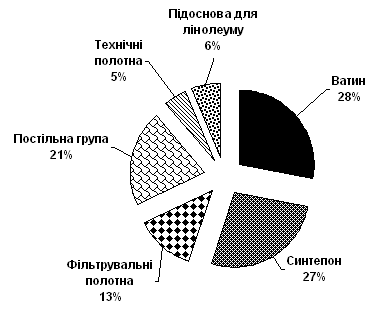 Підоснова для
лінолеуму
6%
Технічні
полотна
5%
Ватин
28%
Постільна група
21%
Синтепон
27%
Фільтрувальні
полотна
13%